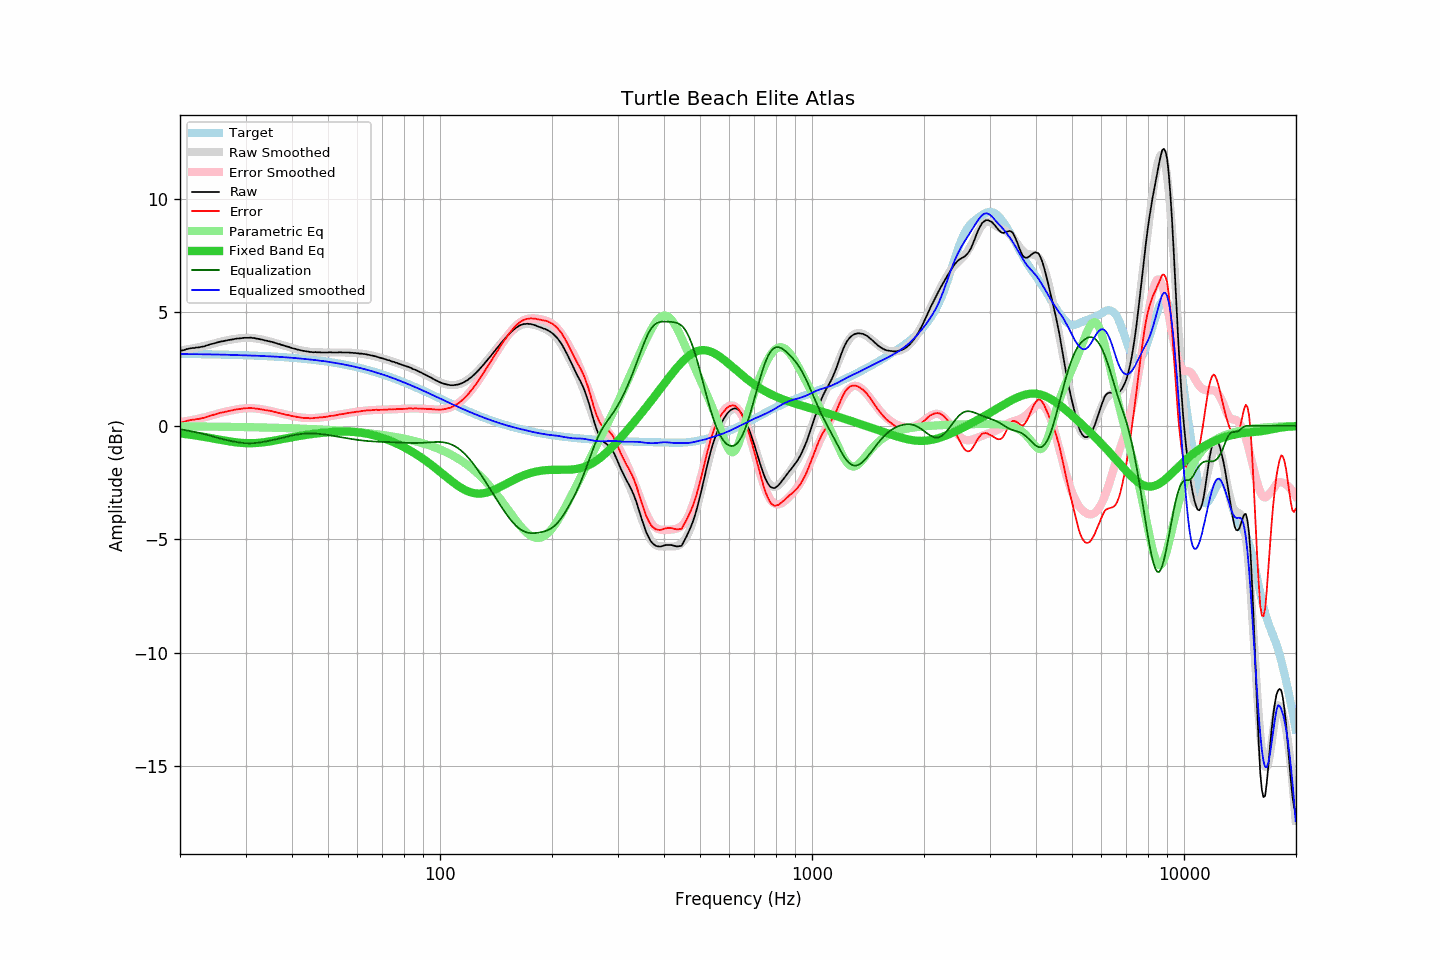 Turtle Beach Elite Atlas
Target
Raw Smoothed
Error Smoothed
Raw
Error
Parametric Eq
Fixed Band Eq
Equalization
Equalized smoothed
10
5
0
−5
−10
−15
Amplitude (dBr)
100
1000
10000
Frequency (Hz)